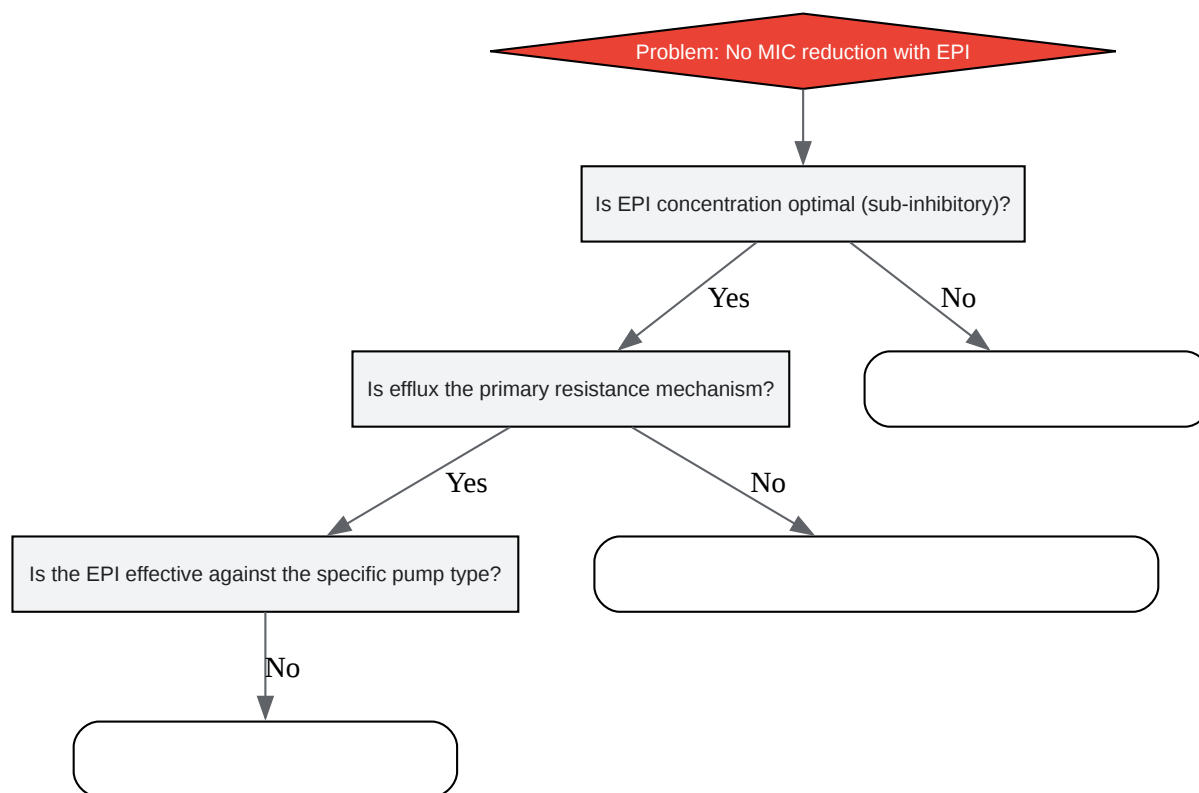 Problem: No MIC reduction with EPI
Is EPI concentration optimal (sub-inhibitory)?
Yes
No
Is efflux the primary resistance mechanism?
Yes
No
Is the EPI effective against the specific pump type?
No